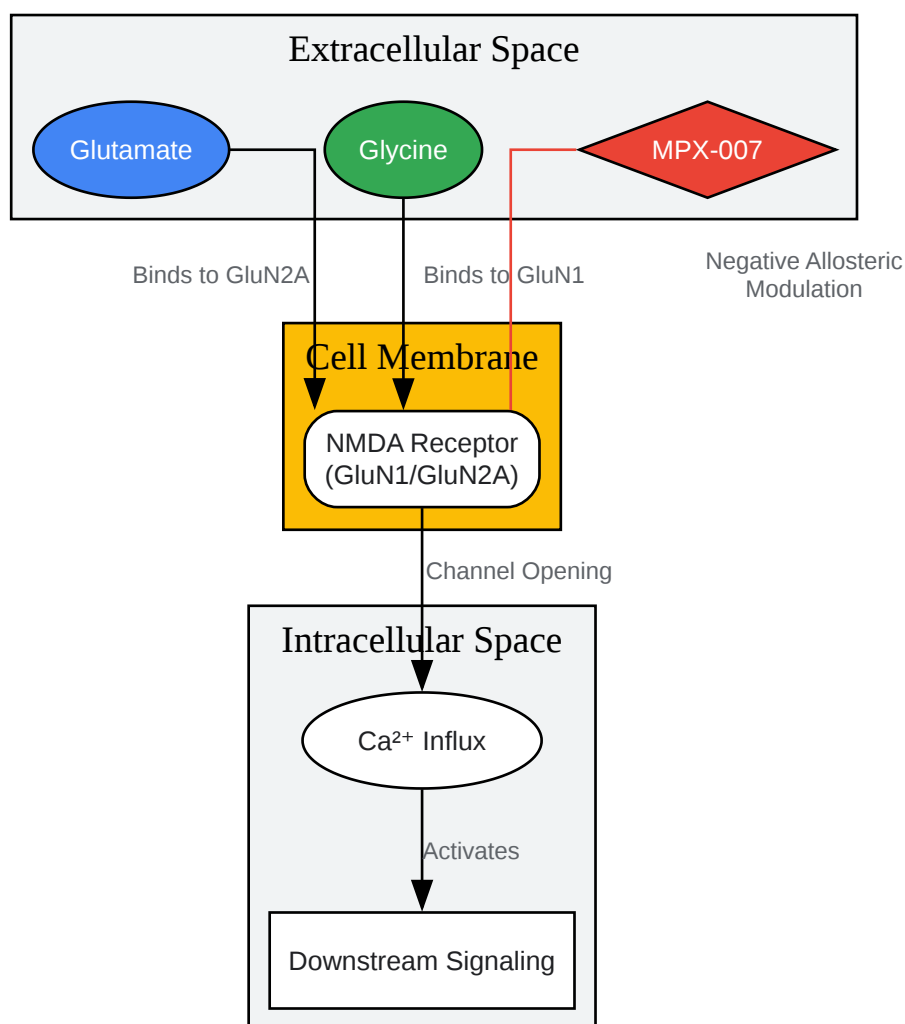 Extracellular Space
Glutamate
Glycine
MPX-007
Binds to GluN2A
Binds to GluN1
Negative Allosteric
Modulation
Cell Membrane
NMDA Receptor
(GluN1/GluN2A)
Channel Opening
Intracellular Space
Ca²⁺ Influx
Activates
Downstream Signaling